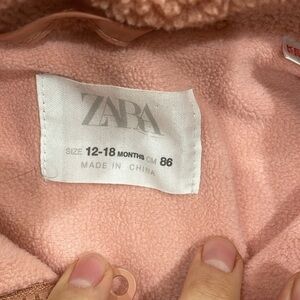 ZARA
SIZE 12-18 MONTHS CM 86
MADE IN CHINA